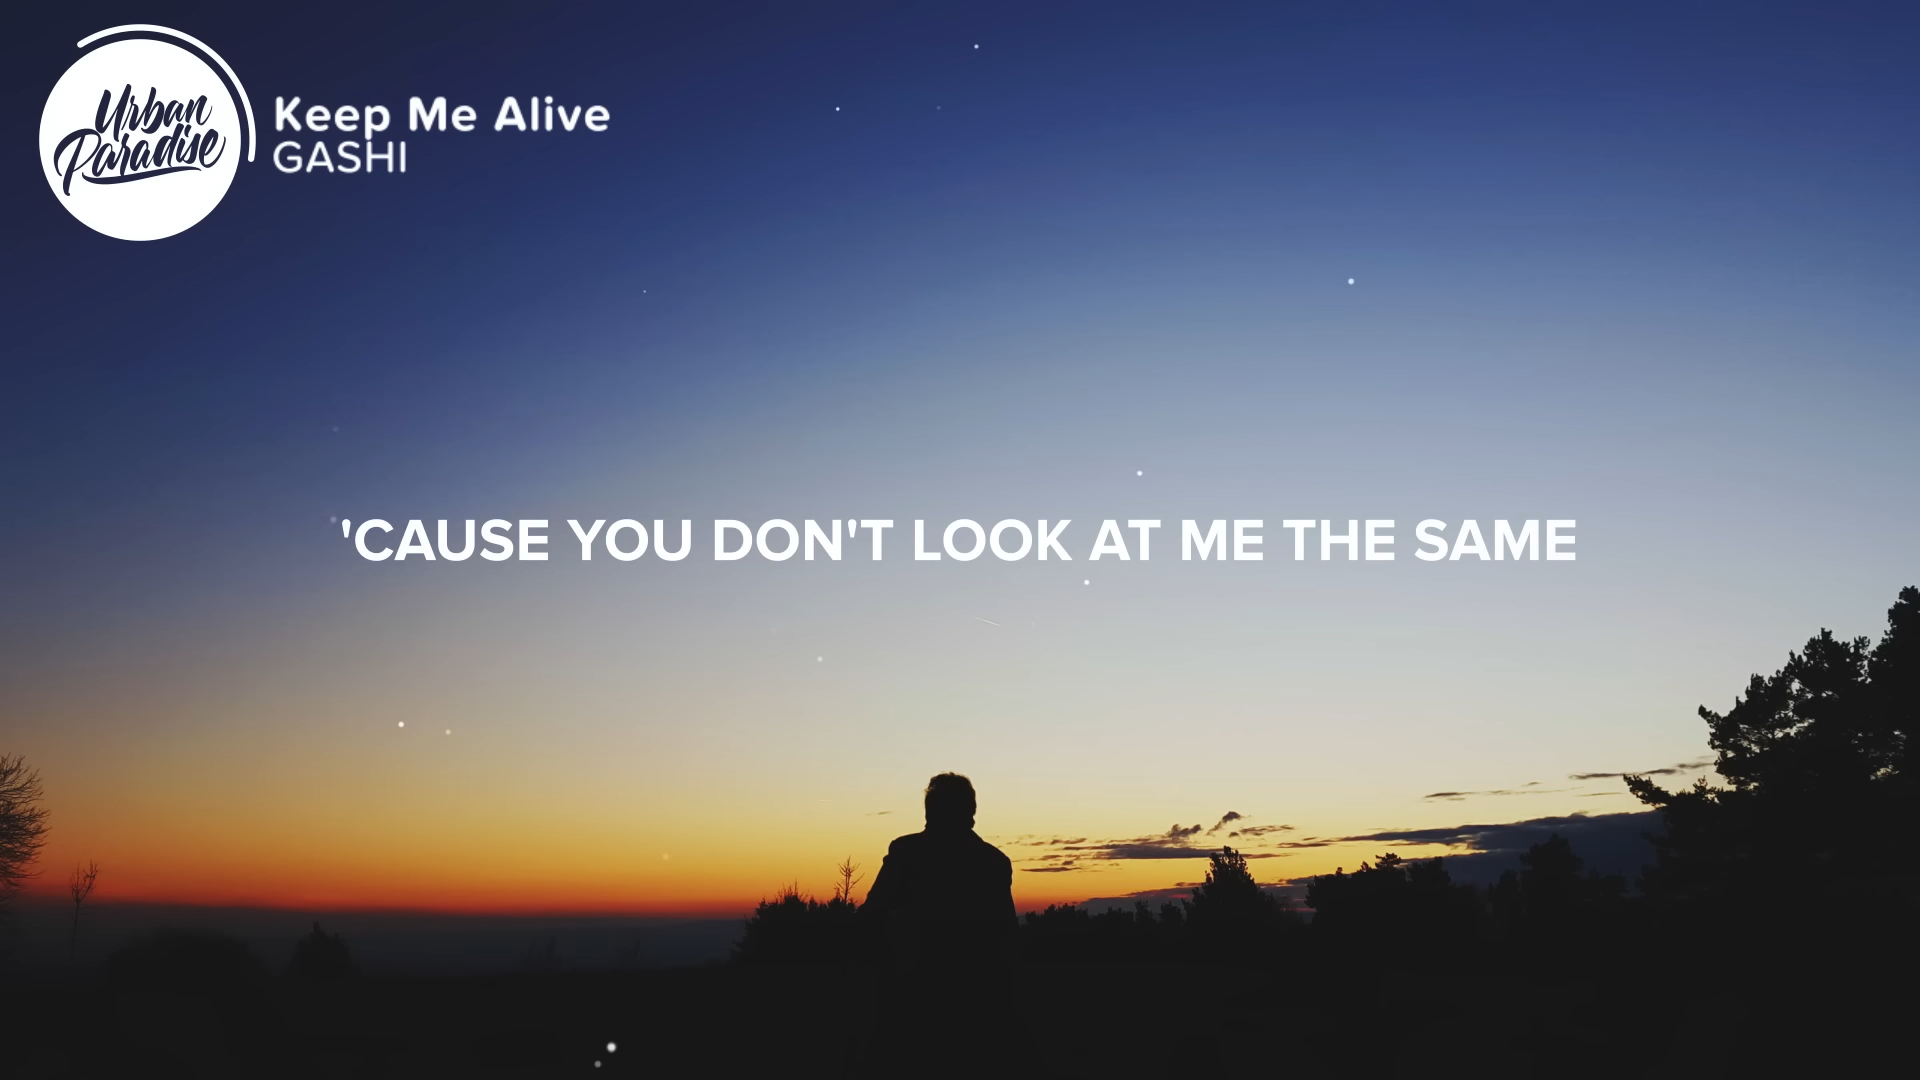 Urban
Paradise
Keep Me Alive
GASHI
'CAUSE YOU DON'T LOOK AT ME THE SAME